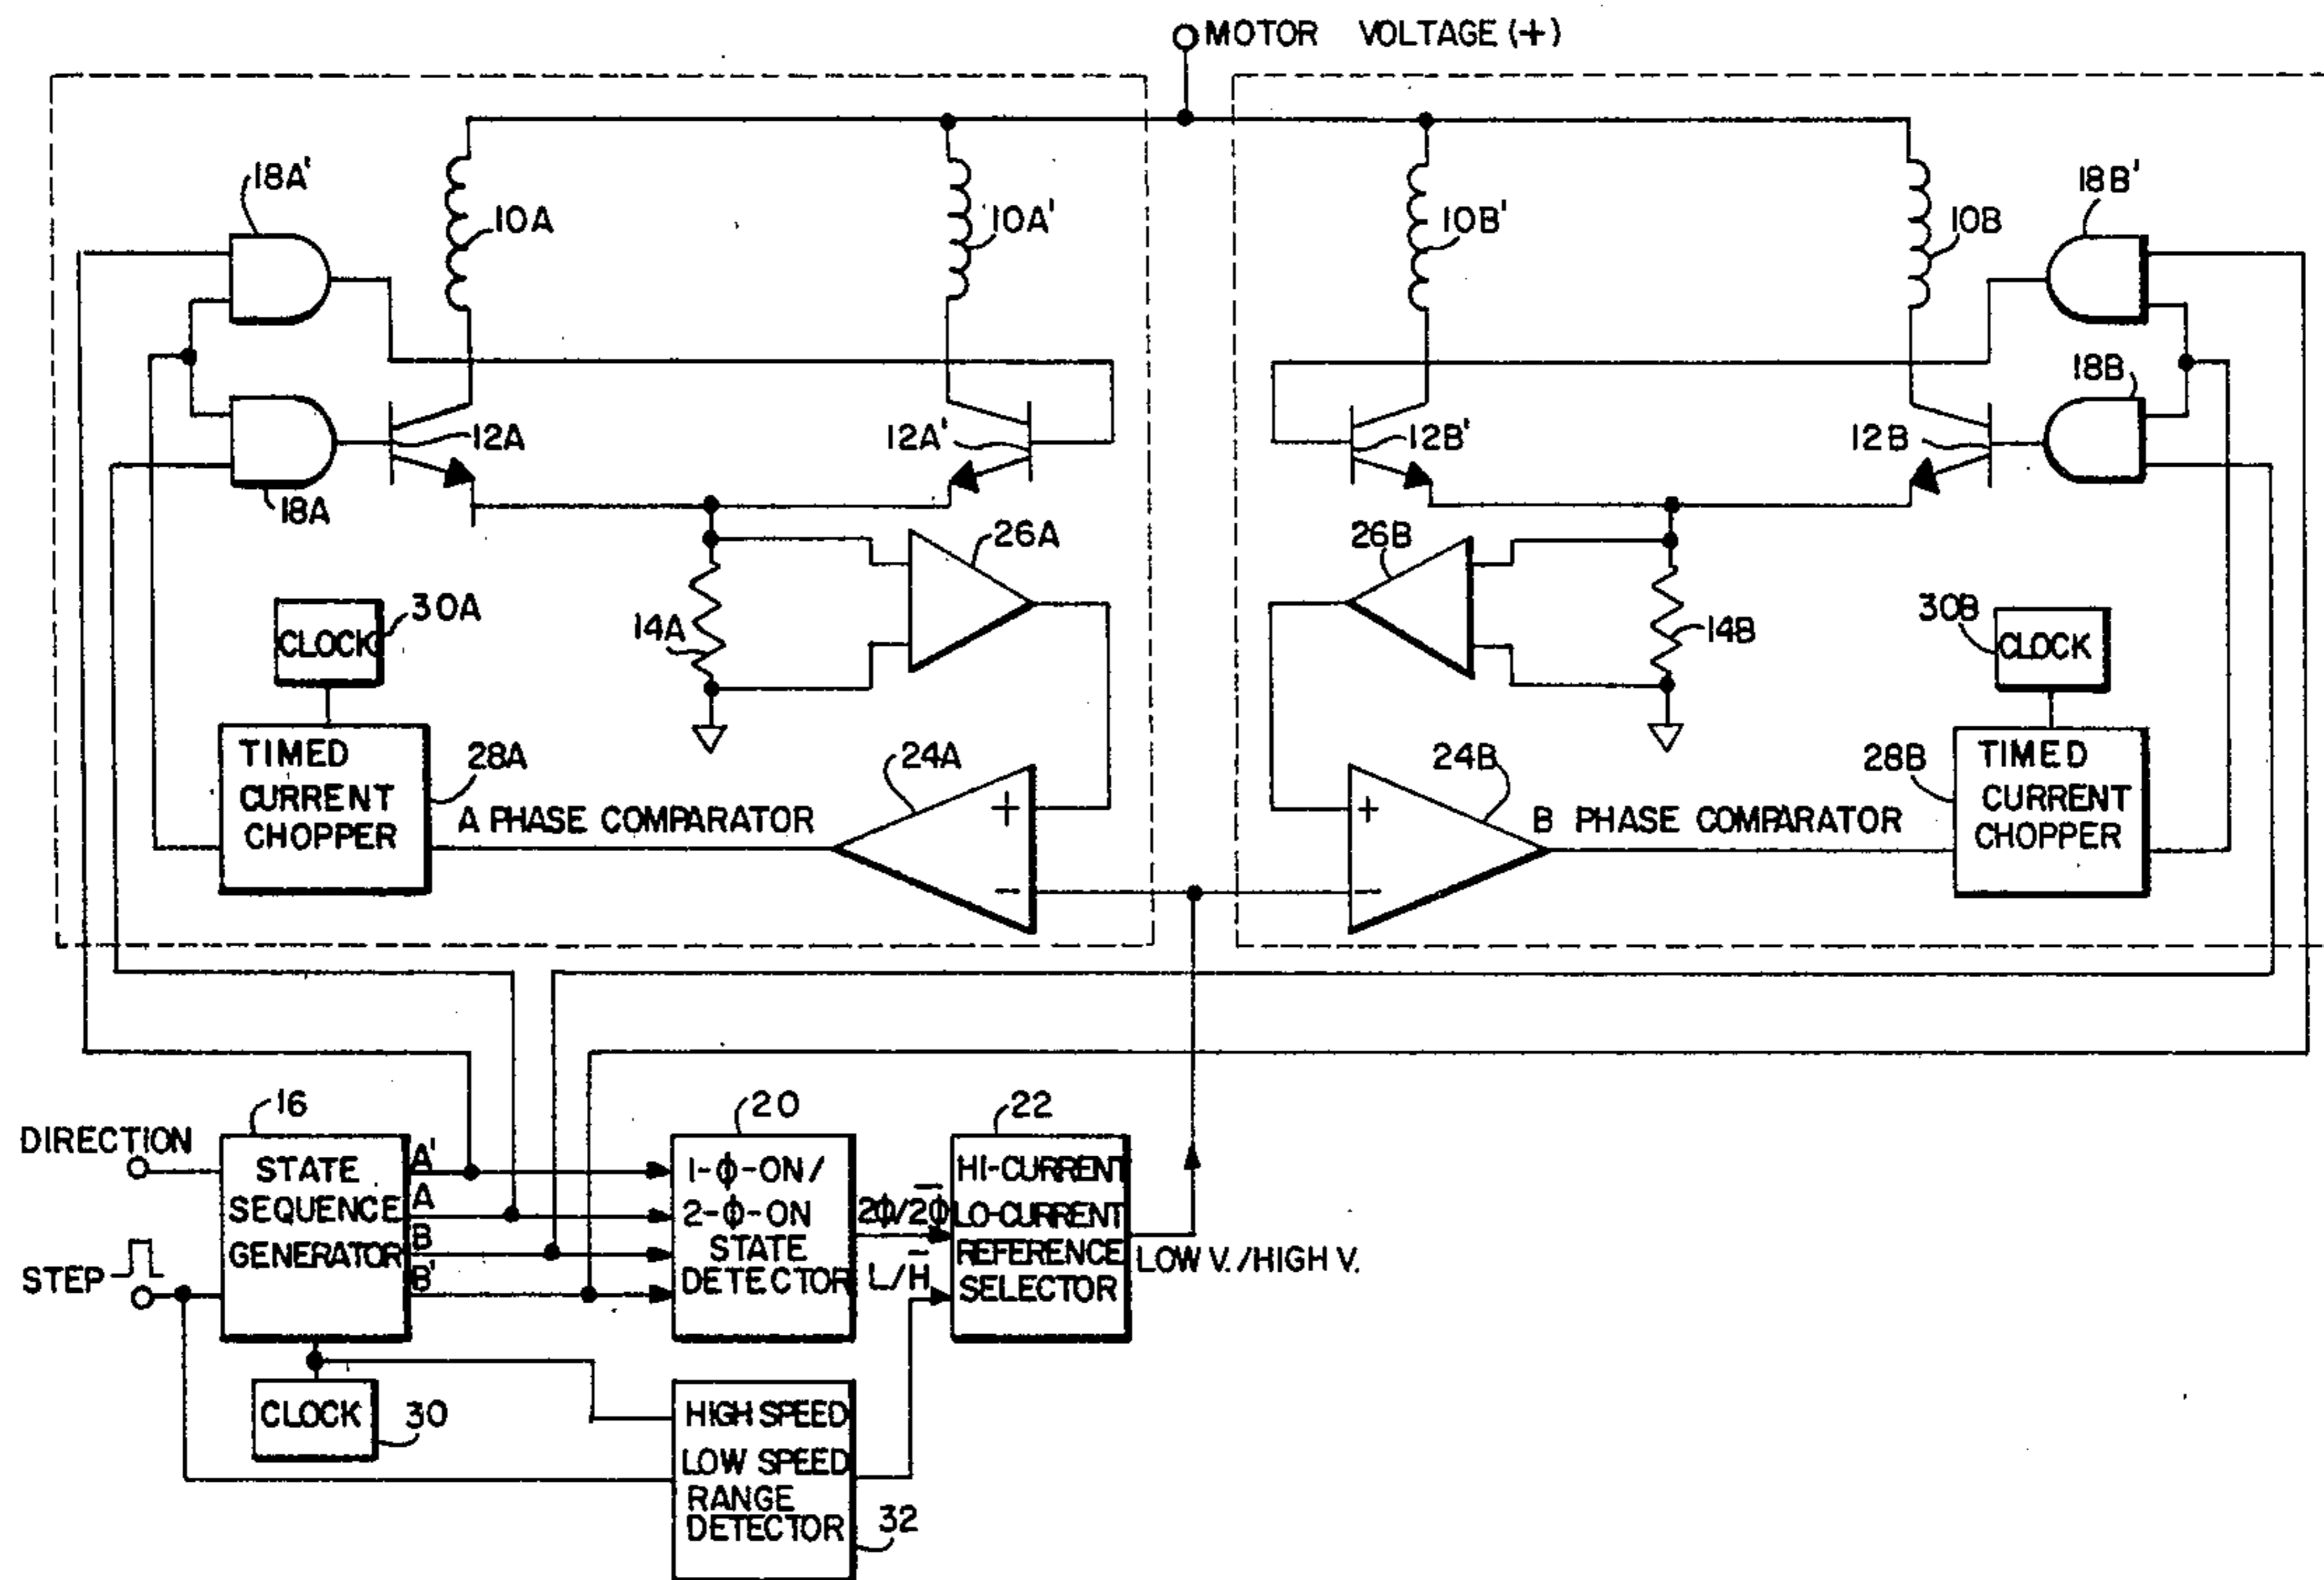 MOTOR VOLTAGE (+)
18A'
10A
10A'
10B'
10B
18B'
18B
12A
12A'
12B'
12B
18A
26A
26B
30A
CLOCK
14A
14B
30B
CLOCK
TIMED
CURRENT
CHOPPER
28A
A PHASE COMPARATOR
24A
+
−
24B
+
−
B PHASE COMPARATOR
28B
TIMED
CURRENT
CHOPPER
DIRECTION
STEP
16
STATE
SEQUENCE
GENERATOR
A'
A
B
B'
20
1-ϕ-ON/
2-ϕ-ON
STATE
DETECTOR
2ϕ/2̅ϕ̅
L/H̅
22
HI-CURRENT
LO-CURRENT
REFERENCE
SELECTOR
LOW V./HIGH V.
CLOCK
30
HIGH SPEED
LOW SPEED
RANGE
DETECTOR
32